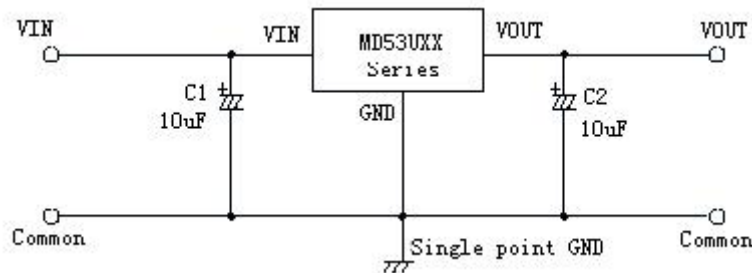 VIN
VIN
MD53UXX
Series
VOUT
VOUT
GND
+
C1
10uF
+
C2
10uF
Common
Single point GND
Common